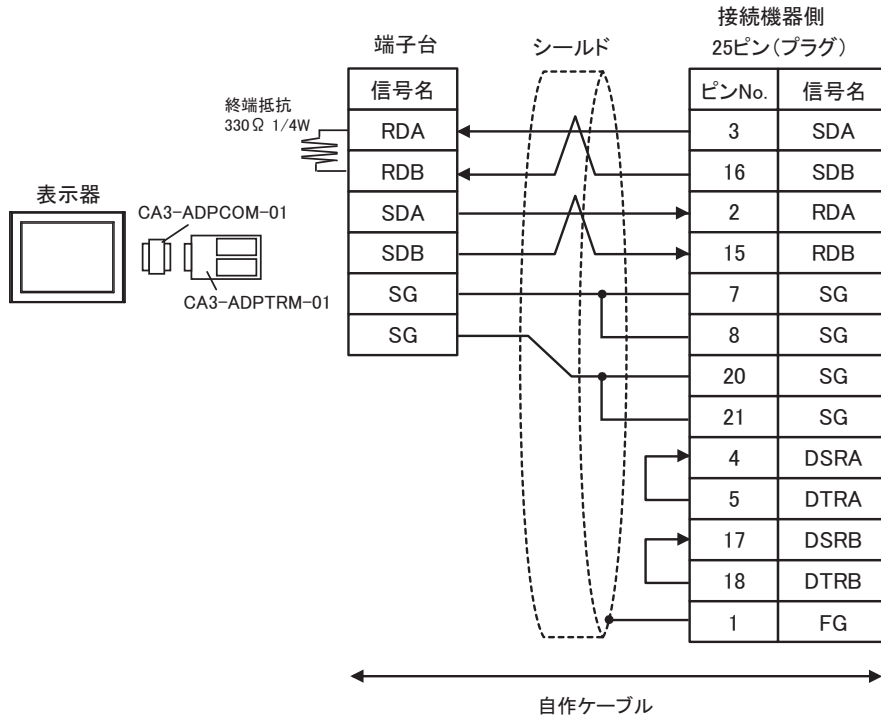 接続機器側
端子台 シールド 25ピン(プラグ)
信号名 ピンNo. 信号名
終端抵抗
330Ω 1/4W
RDA 3 SDA
RDB 16 SDB
表示器
CA3-ADPCOM-01
CA3-ADPTRM-01
SDA 2 RDA
SDB 15 RDB
SG 7 SG
SG 8 SG
20 SG
21 SG
4 DSRA
5 DTRA
17 DSRB
18 DTRB
1 FG
自作ケーブル